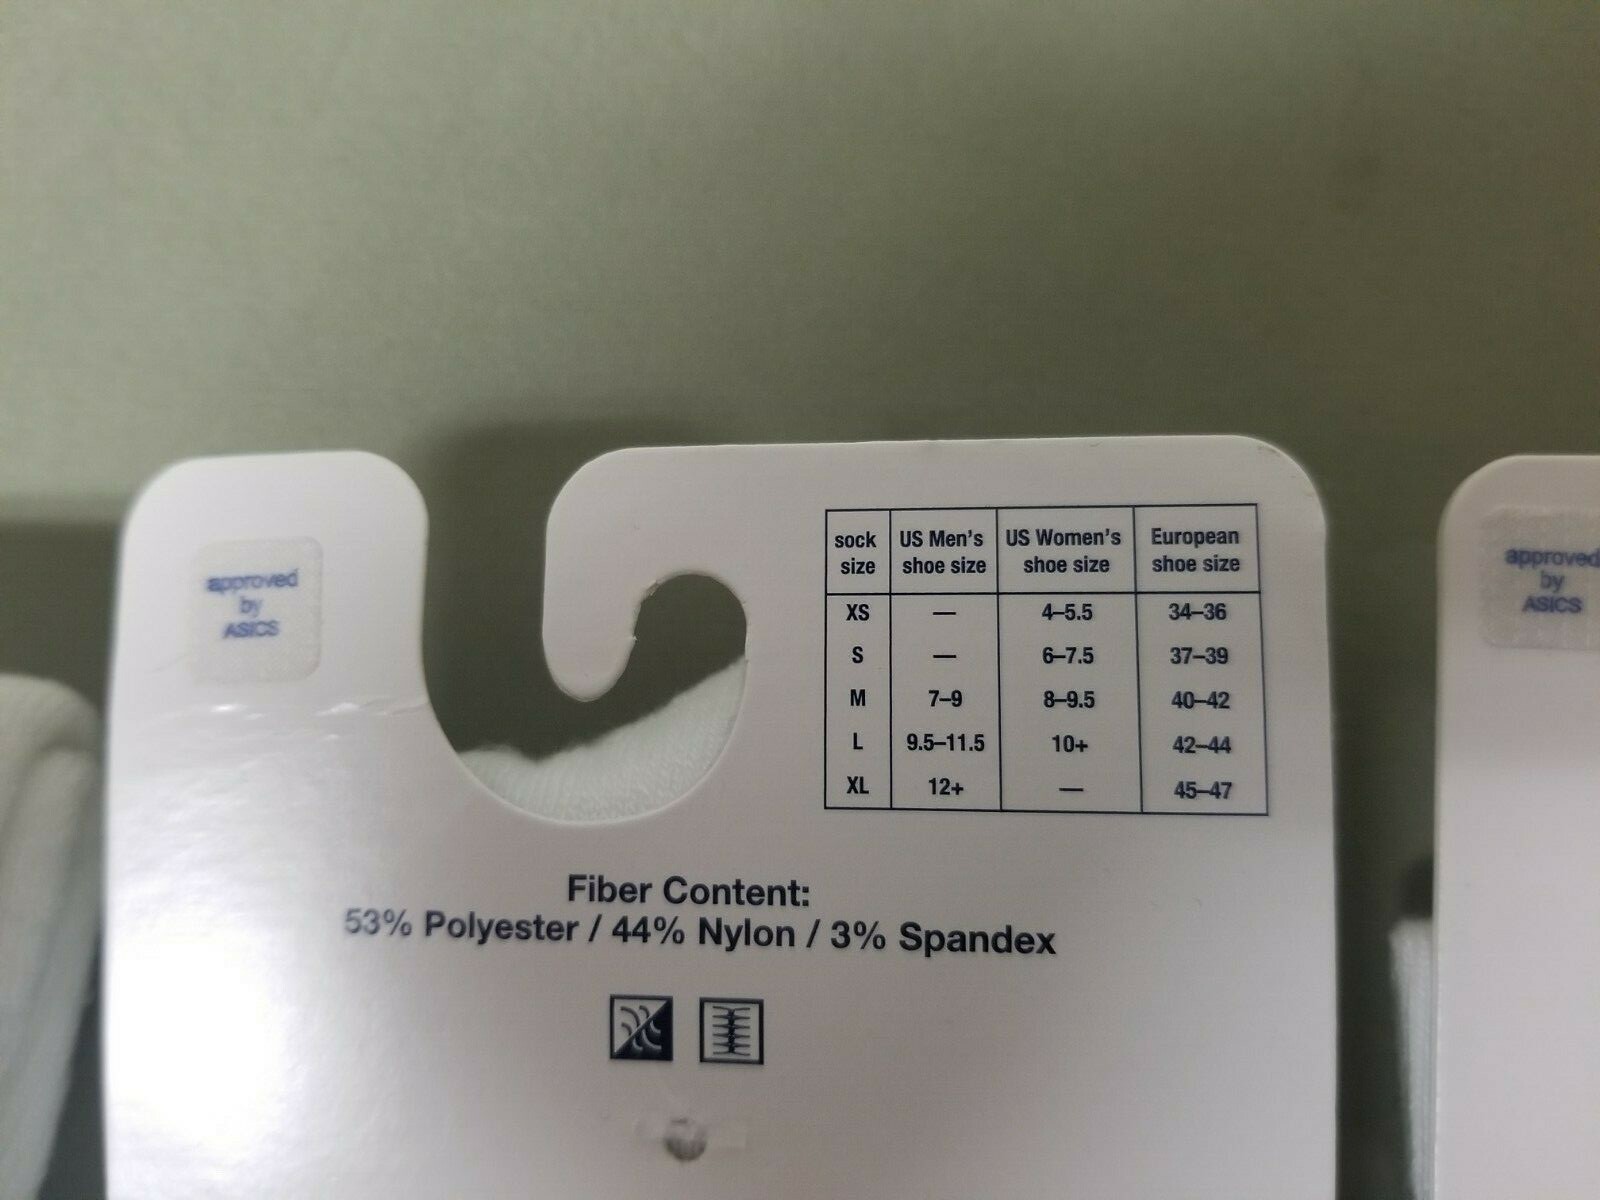 approved
by
ASICS
sock size | US Men's shoe size | US Women's shoe size | European shoe size
XS | — | 4–5.5 | 34–36
S | — | 6–7.5 | 37–39
M | 7–9 | 8–9.5 | 40–42
L | 9.5–11.5 | 10+ | 42–44
XL | 12+ | — | 45–47
Fiber Content:
53% Polyester / 44% Nylon / 3% Spandex
approved
by
ASICS